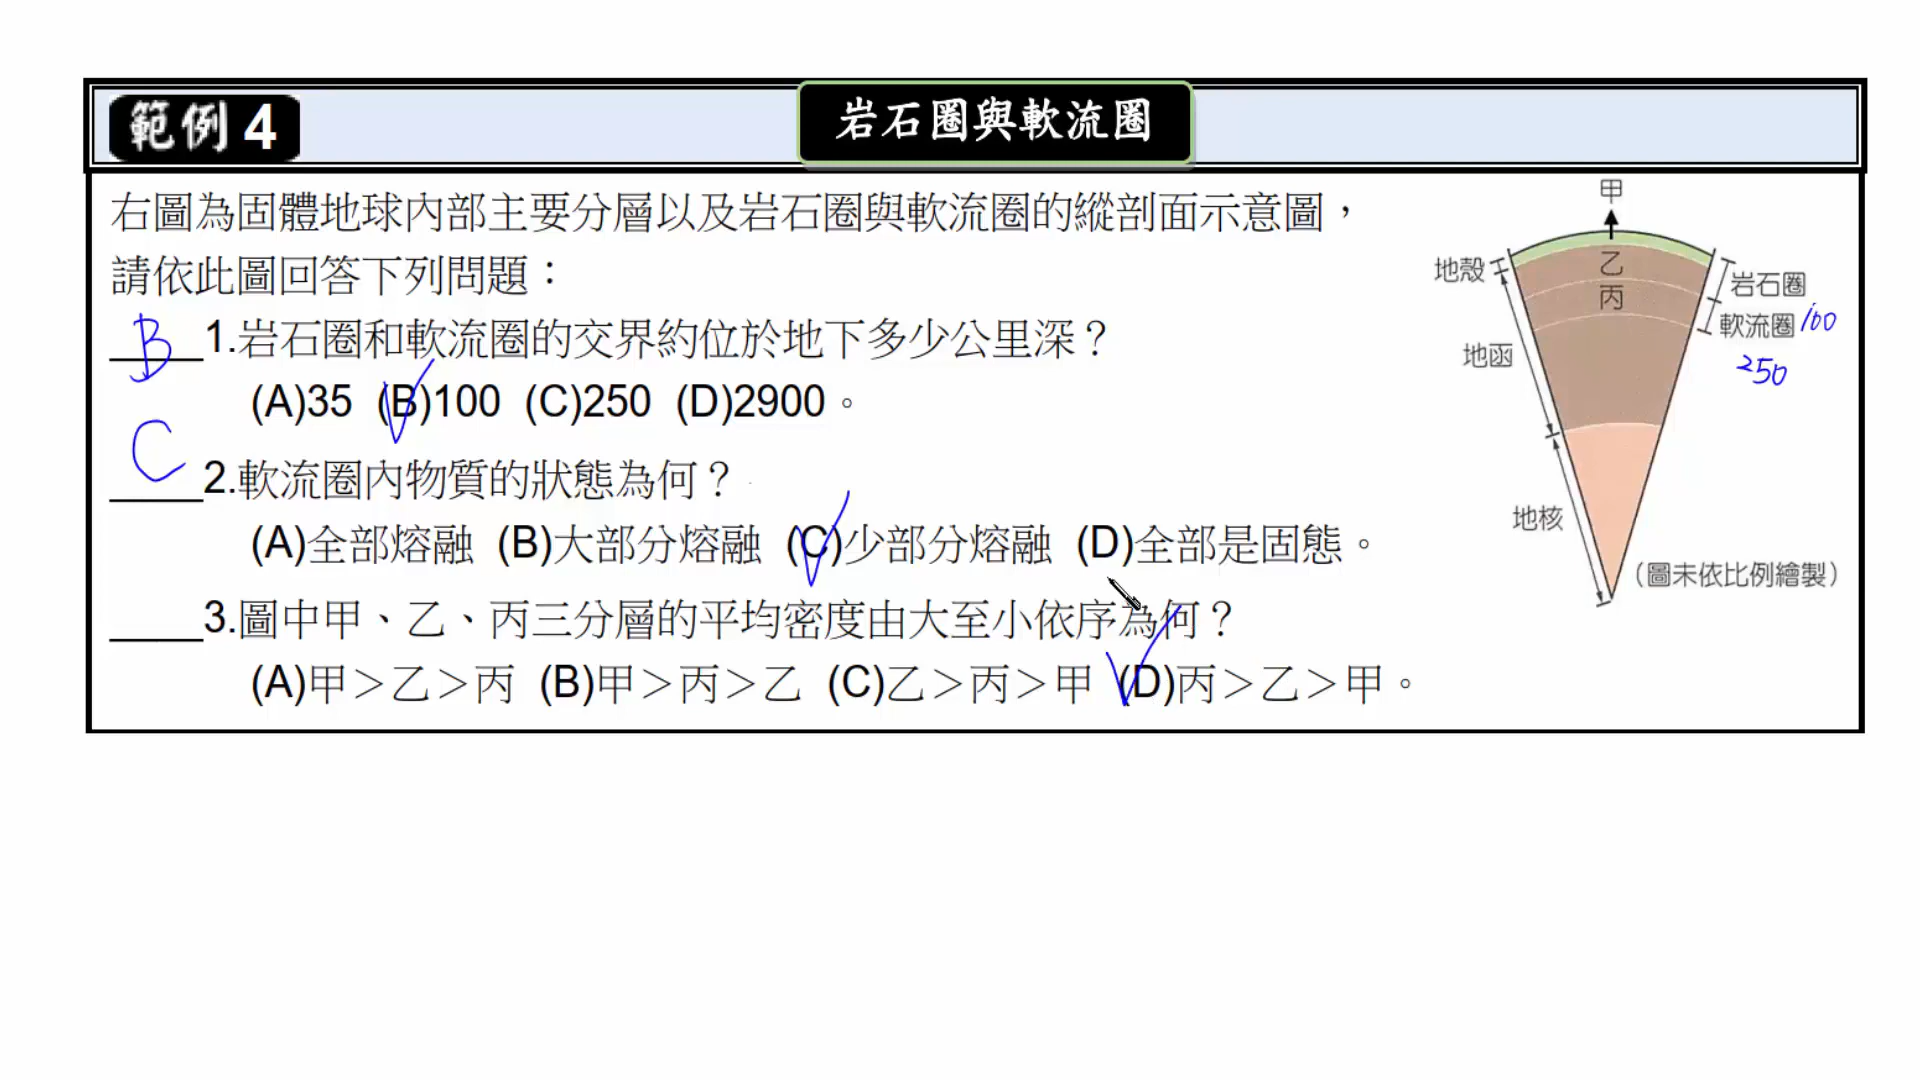 範例 4
岩石圈與軟流圈
右圖為固體地球內部主要分層以及岩石圈與軟流圈的縱剖面示意圖，
請依此圖回答下列問題：
B 1.岩石圈和軟流圈的交界約位於地下多少公里深？
(A)35 (B)100 (C)250 (D)2900。
C 2.軟流圈內物質的狀態為何？
(A)全部熔融 (B)大部分熔融 (C)少部分熔融 (D)全部是固態。
3.圖中甲、乙、丙三分層的平均密度由大至小依序為何？
(A)甲＞乙＞丙 (B)甲＞丙＞乙 (C)乙＞丙＞甲 (D)丙＞乙＞甲。
甲
乙
丙
地殼
岩石圈
軟流圈 100
250
地函
地核
(圖未依比例繪製)